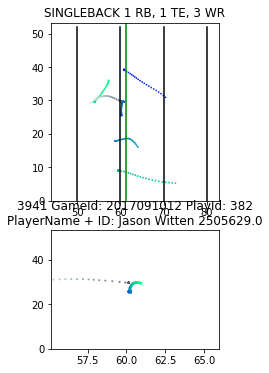 SINGLEBACK 1 RB, 1 TE, 3 WR
50
40
30
20
10
0
50 60 70 80
3941 GameId: 2017091012 PlayId: 382
PlayerName + ID: Jason Witten 2505629.0
40
20
0
57.5 60.0 62.5 65.0